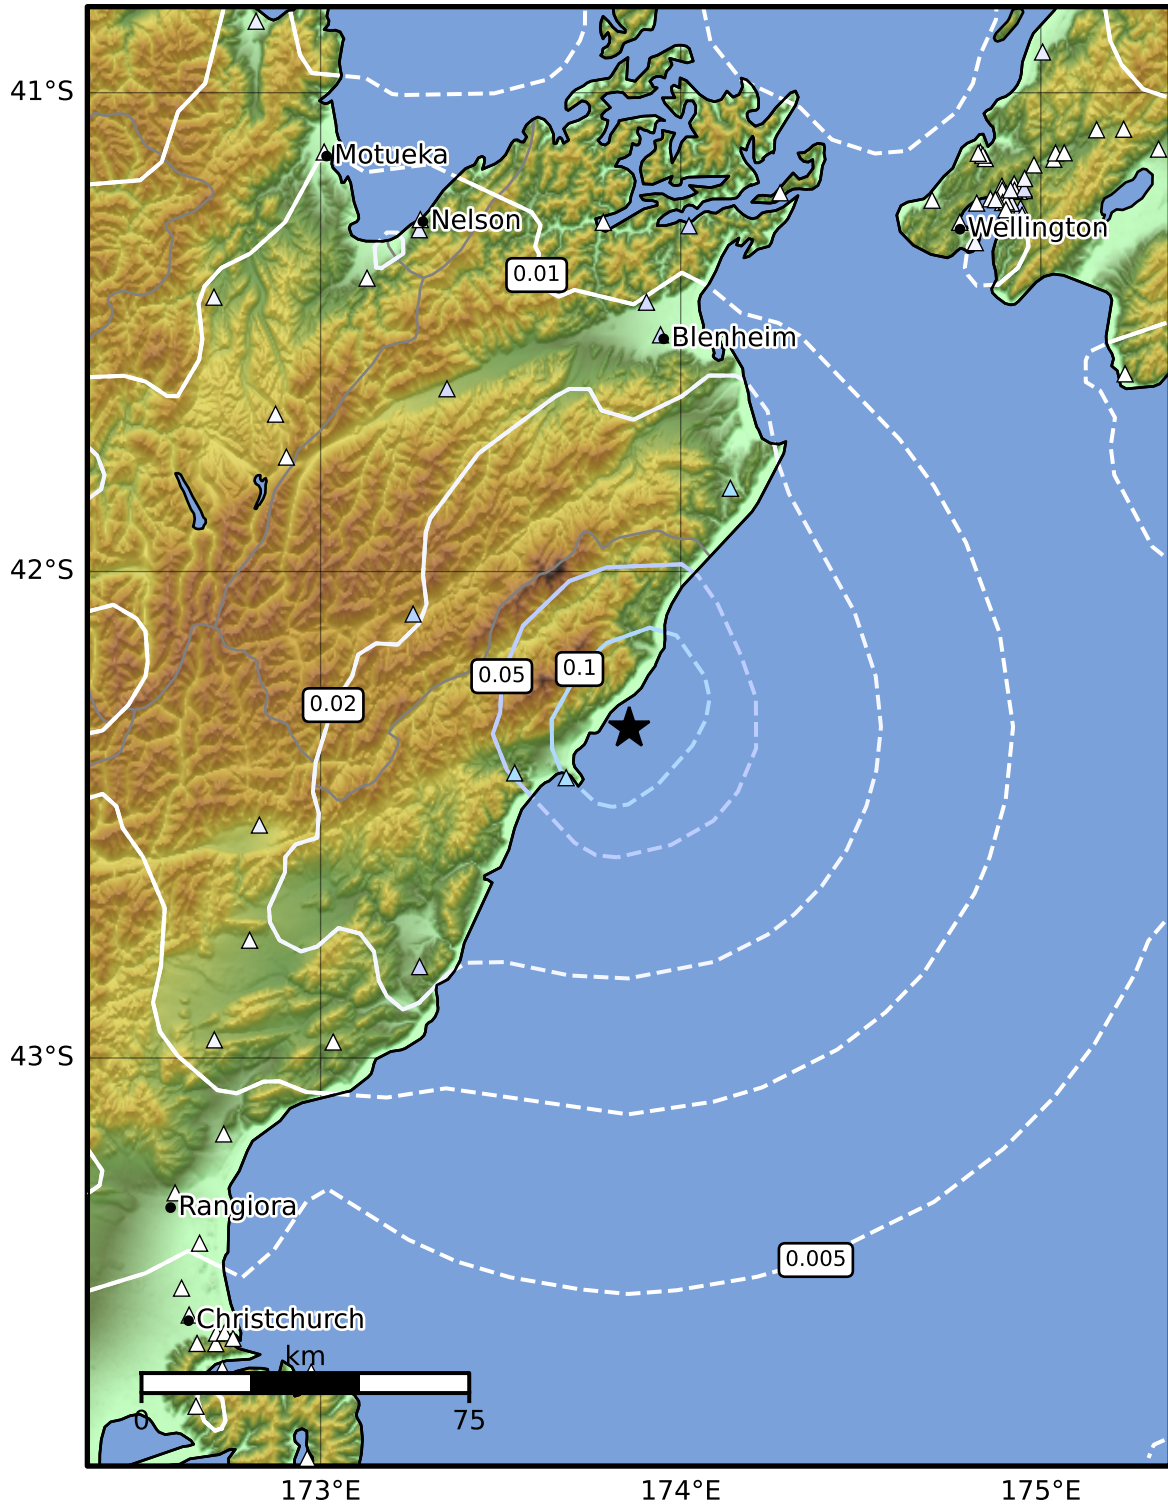 41°S
Motueka
Nelson
Wellington
0.01
Blenheim
42°S
0.05
0.1
0.02
43°S
Rangiora
0.005
Christchurch
km
0
75
173°E
174°E
175°E